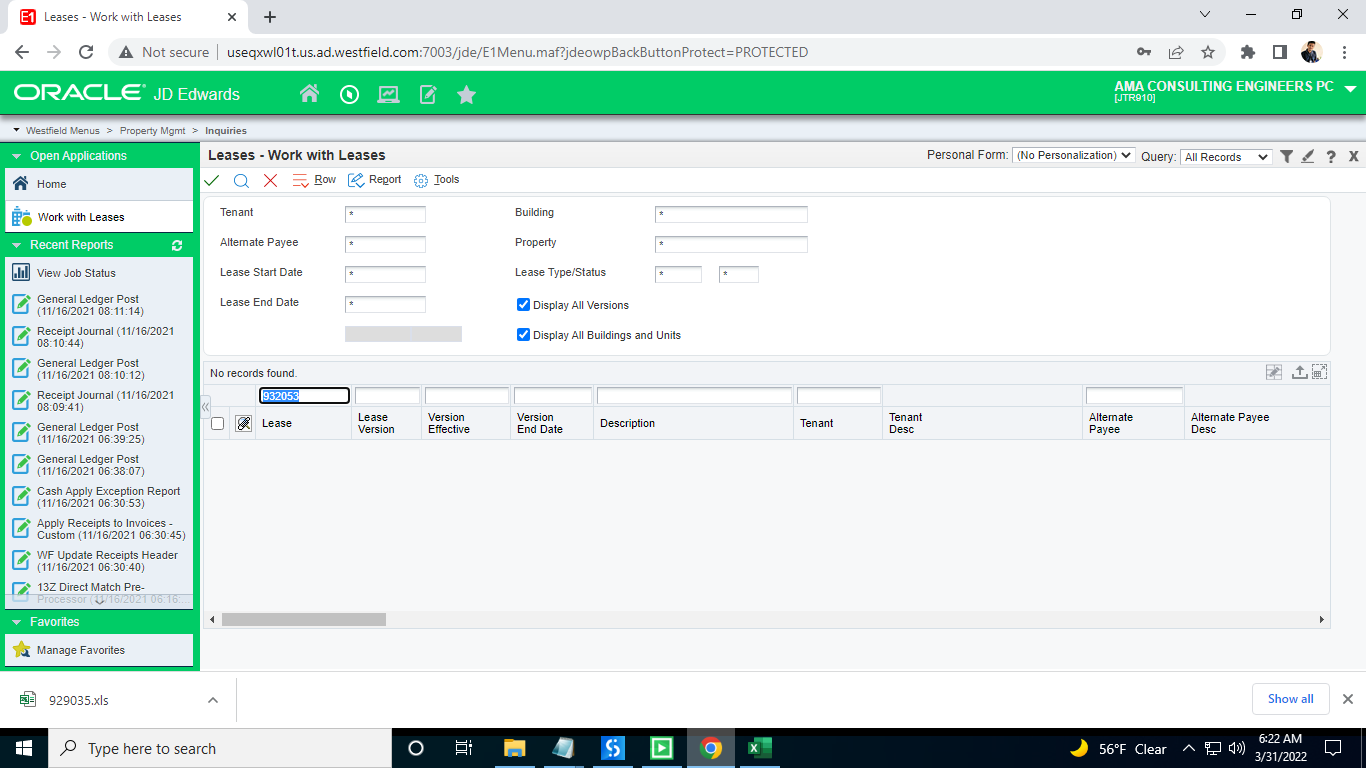 Leases - Work with Leases
Not secure
useqxwl01t.us.ad.westfield.com:7003/jde/E1Menu.maf?jdeowpBackButtonProtect=PROTECTED
ORACLE JD Edwards
AMA CONSULTING ENGINEERS PC
[JTR910]
Westfield Menus > Property Mgmt > Inquiries
Open Applications
Home
Work with Leases
Recent Reports
View Job Status
General Ledger Post
(11/16/2021 08:11:14)
Receipt Journal (11/16/2021
08:10:44)
General Ledger Post
(11/16/2021 08:10:12)
Receipt Journal (11/16/2021
08:09:41)
General Ledger Post
(11/16/2021 06:39:25)
General Ledger Post
(11/16/2021 06:38:07)
Cash Apply Exception Report
(11/16/2021 06:30:53)
Apply Receipts to Invoices -
Custom (11/16/2021 06:30:45)
WF Update Receipts Header
(11/16/2021 06:30:40)
13Z Direct Match Pre-
Processor (11/16/2021 06:16
Favorites
Manage Favorites
Leases - Work with Leases
Personal Form: (No Personalization) Query: All Records
Row Report Tools
Tenant * Building *
Alternate Payee * Property *
Lease Start Date * Lease Type/Status * *
Lease End Date * Display All Versions
Display All Buildings and Units
No records found.
932053
Lease
Lease
Version
Version
Effective
Version
End Date
Description
Tenant
Tenant
Desc
Alternate
Payee
Alternate Payee
Desc
929035.xls
Show all
Type here to search
56°F Clear
6:22 AM
3/31/2022